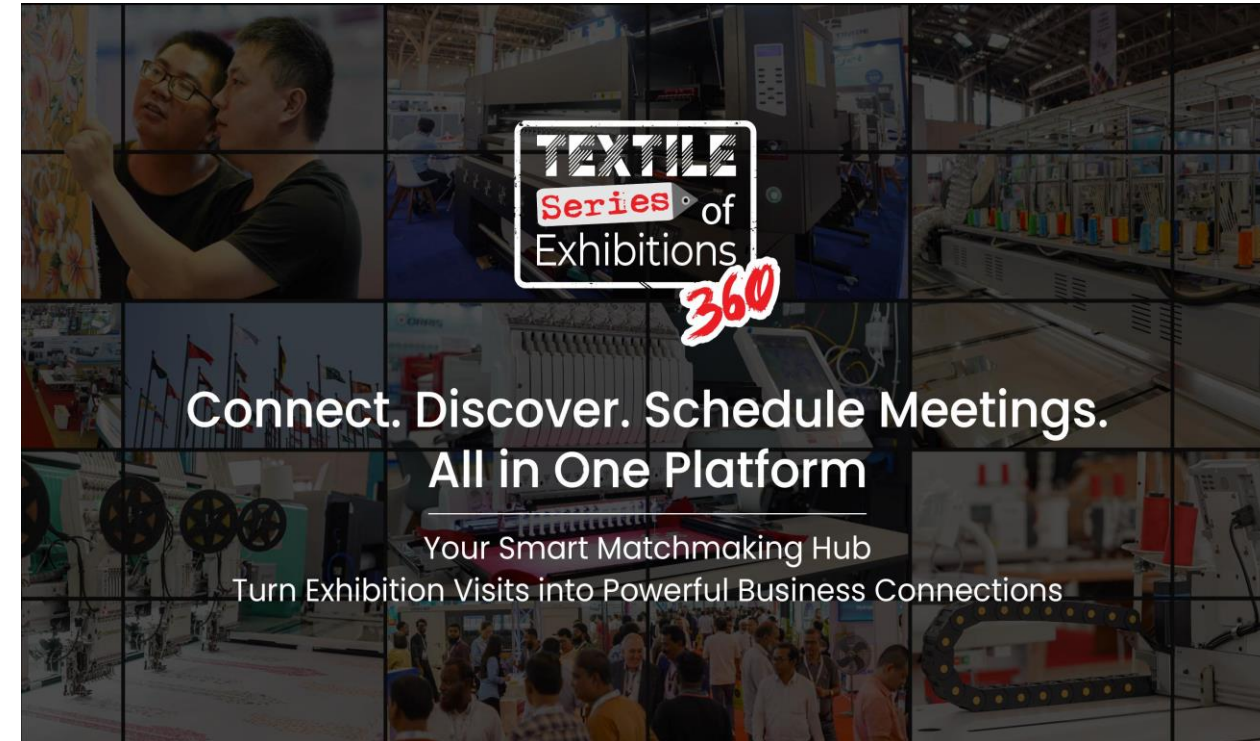 TEXTILE
Series of
Exhibitions
360
Connect. Discover. Schedule Meetings.
All in One Platform
Your Smart Matchmaking Hub
Turn Exhibition Visits into Powerful Business Connections